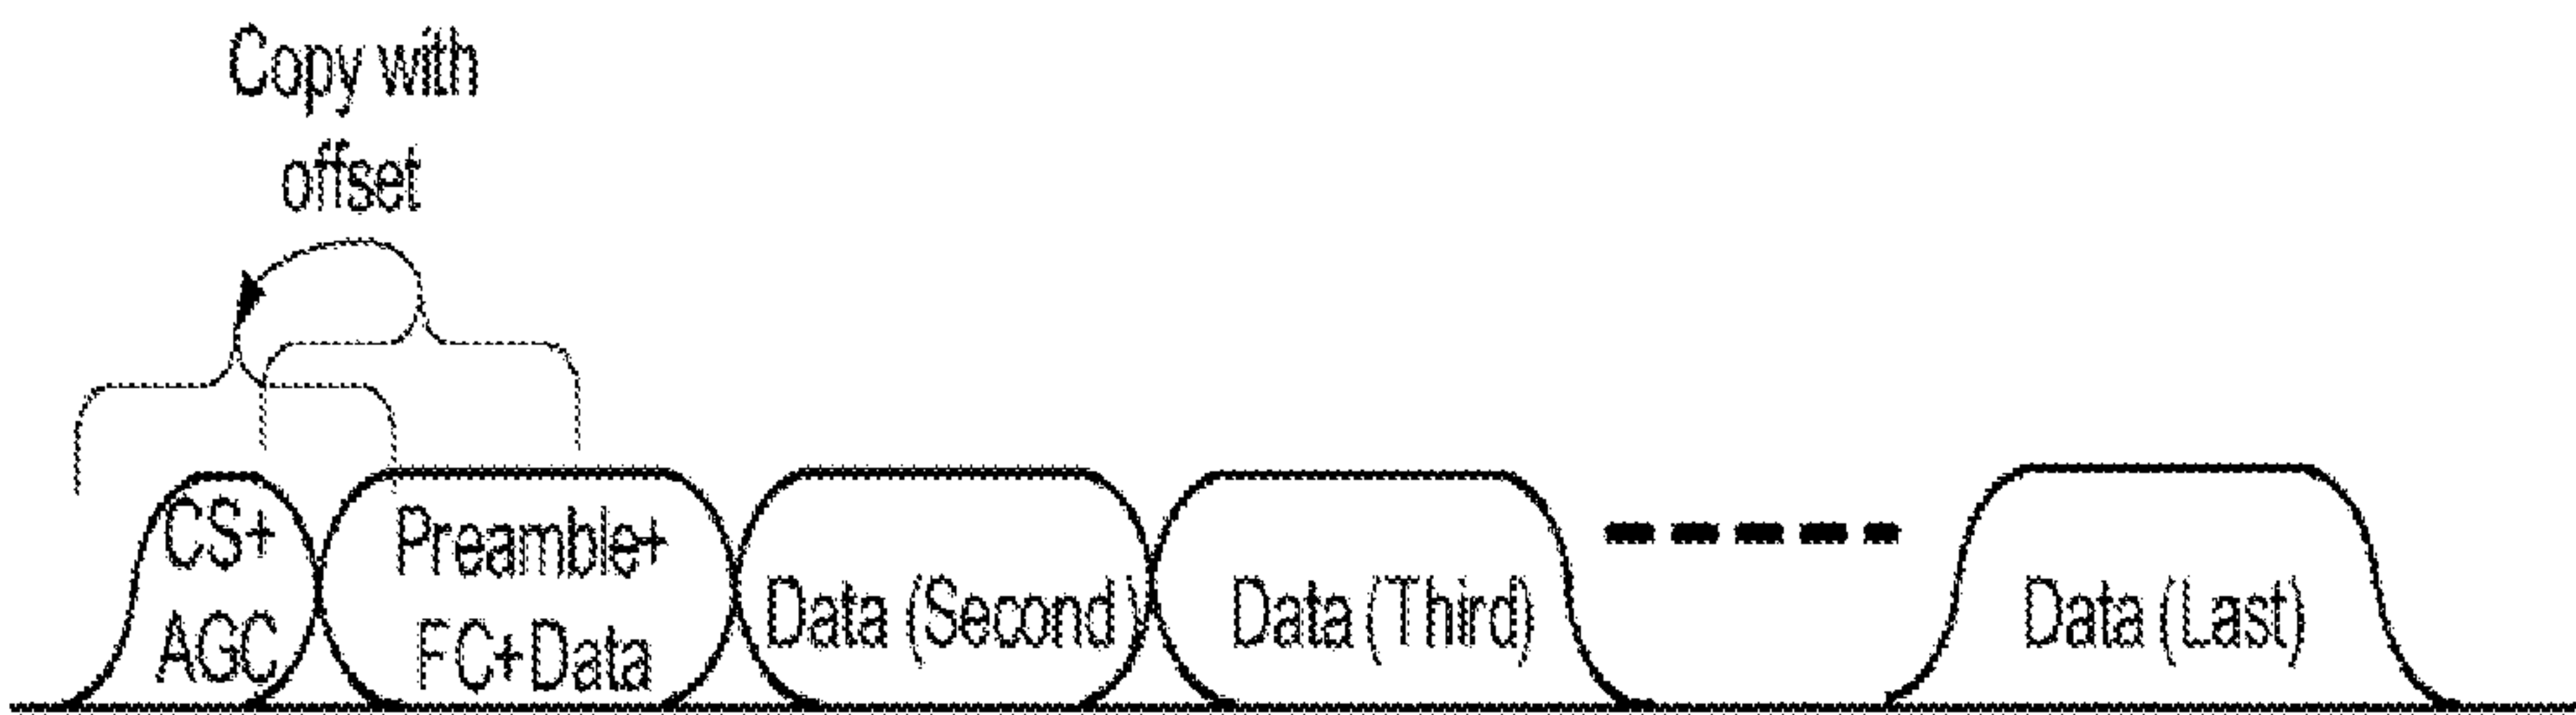 Copy with
offset
CS+
AGC
Preamble+
FC+Data
Data (Second)
Data (Third)
Data (Last)